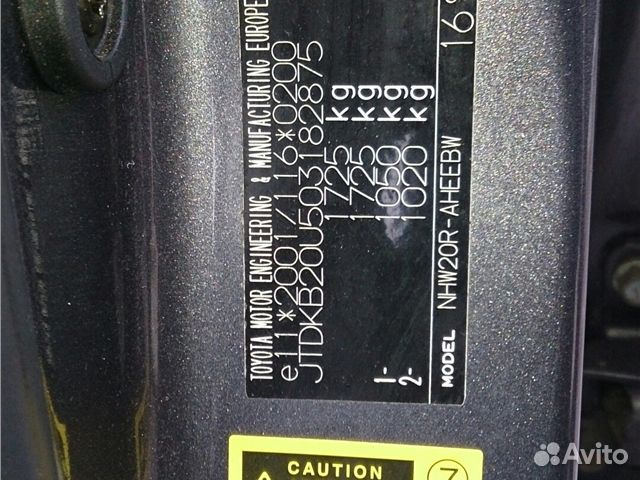 TOYOTA MOTOR ENGINEERING & MANUFACTURING EUROPE
e11*2001/116*0200
JTDKB20U503182875
1725 kg
1725 kg
1- 1050 kg
2- 1020 kg
MODEL NHW20R-AHEEBW
CAUTION
7
Avito